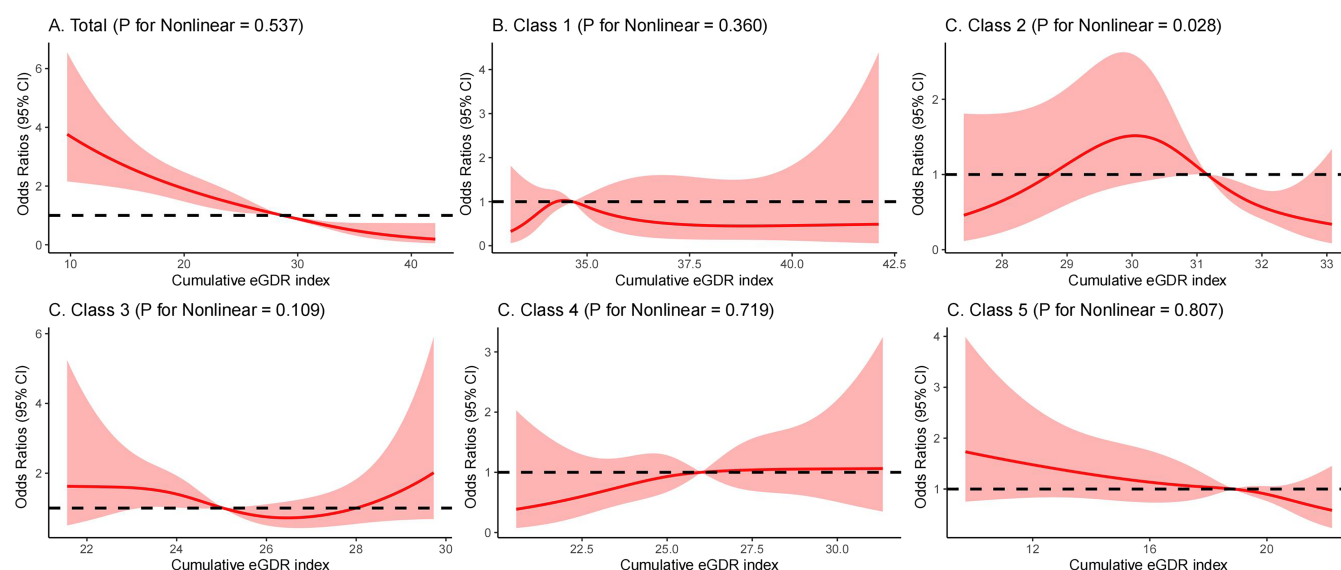 A. Total (P for Nonlinear = 0.537)
Odds Ratios (95% CI)
6
4
2
0
10 20 30 40
Cumulative eGDR index
B. Class 1 (P for Nonlinear = 0.360)
Odds Ratios (95% CI)
4
3
2
1
0
35.0 37.5 40.0 42.5
Cumulative eGDR index
C. Class 2 (P for Nonlinear = 0.028)
Odds Ratios (95% CI)
2
1
0
28 29 30 31 32 33
Cumulative eGDR index
C. Class 3 (P for Nonlinear = 0.109)
Odds Ratios (95% CI)
6
4
2
22 24 26 28 30
Cumulative eGDR index
C. Class 4 (P for Nonlinear = 0.719)
Odds Ratios (95% CI)
3
2
1
0
22.5 25.0 27.5 30.0
Cumulative eGDR index
C. Class 5 (P for Nonlinear = 0.807)
Odds Ratios (95% CI)
4
3
2
1
12 16 20
Cumulative eGDR index